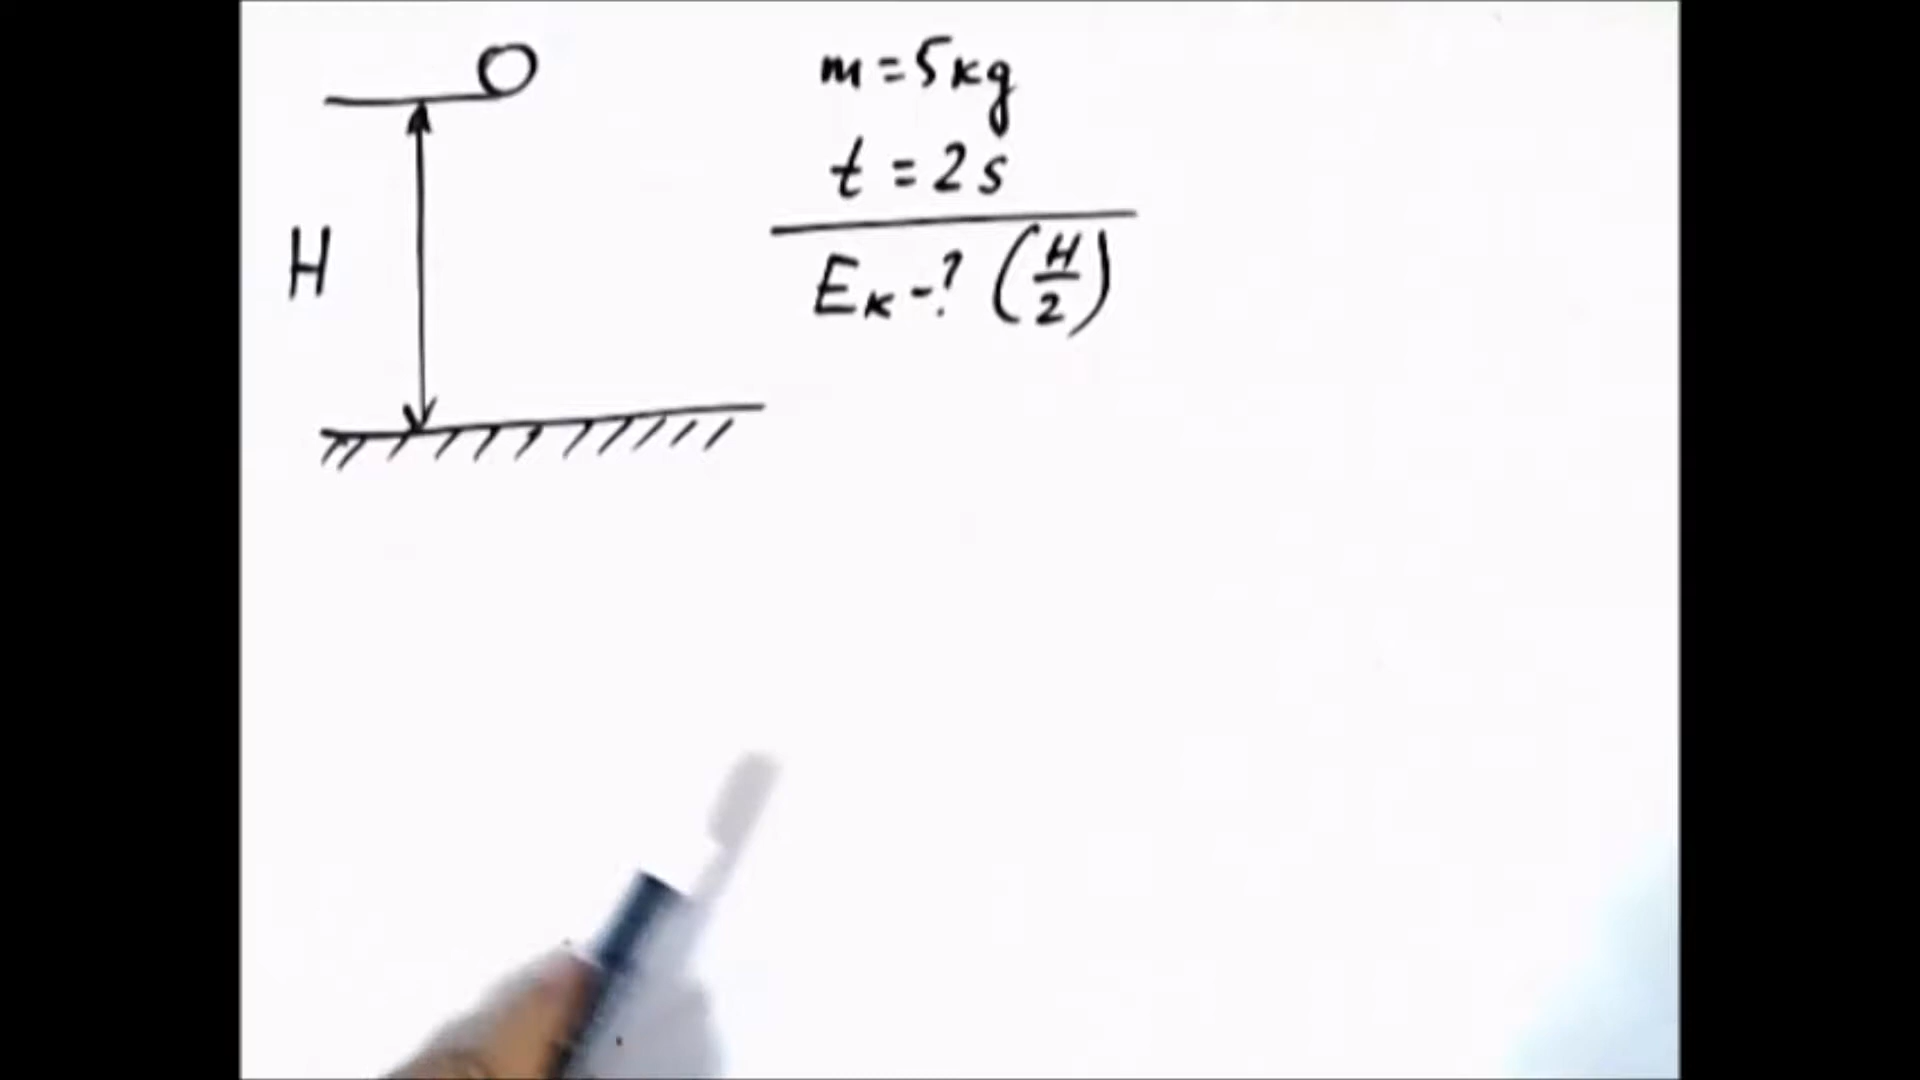 H
m = 5 kg
t = 2 s
Eк - ? (H/2)